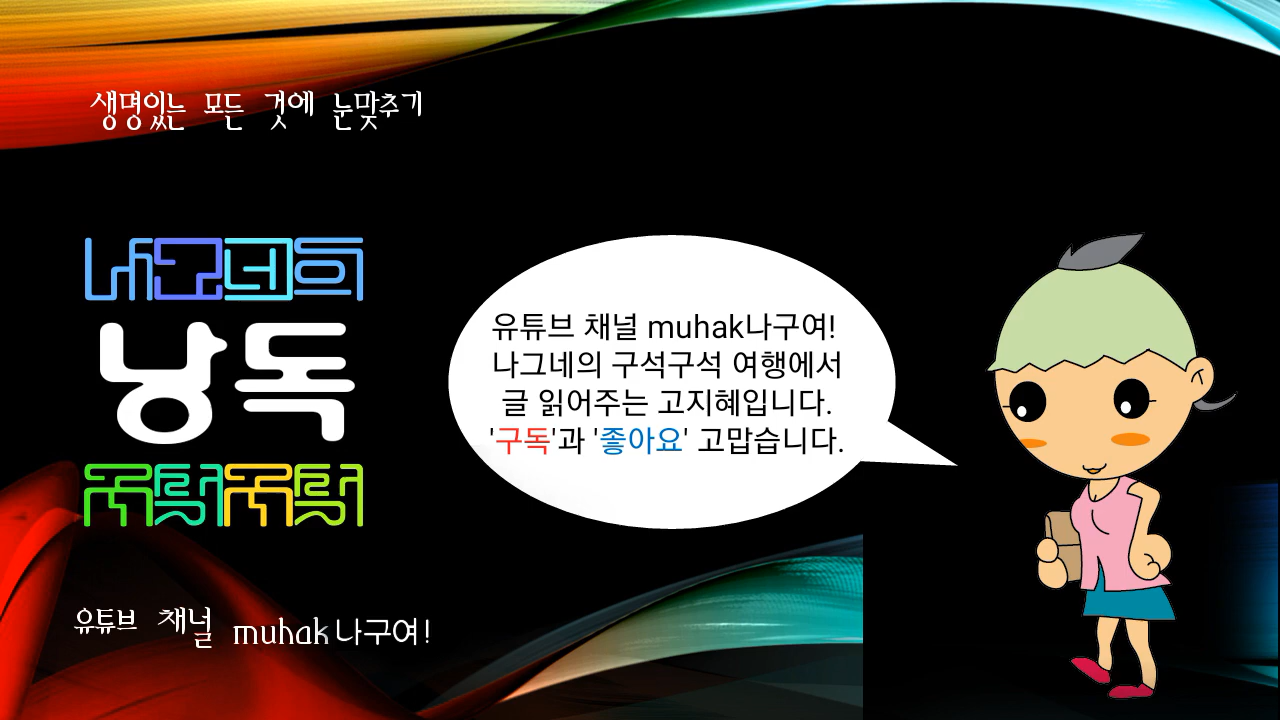 생명있는 모든 것에 눈맞추기
나그네의
낭독
구석구석
유튜브 채널 muhak나구여!
나그네의 구석구석 여행에서
글 읽어주는 고지혜입니다.
'구독'과 '좋아요' 고맙습니다.
유튜브 채널 muhak나구여!